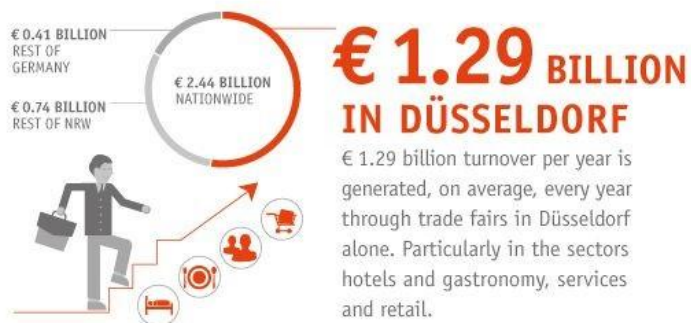 € 0.41 BILLION
REST OF
GERMANY
€ 0.74 BILLION
REST OF NRW
€ 2.44 BILLION
NATIONWIDE
€ 1.29 BILLION
IN DÜSSELDORF
€ 1.29 billion turnover per year is
generated, on average, every year
through trade fairs in Düsseldorf
alone. Particularly in the sectors
hotels and gastronomy, services
and retail.